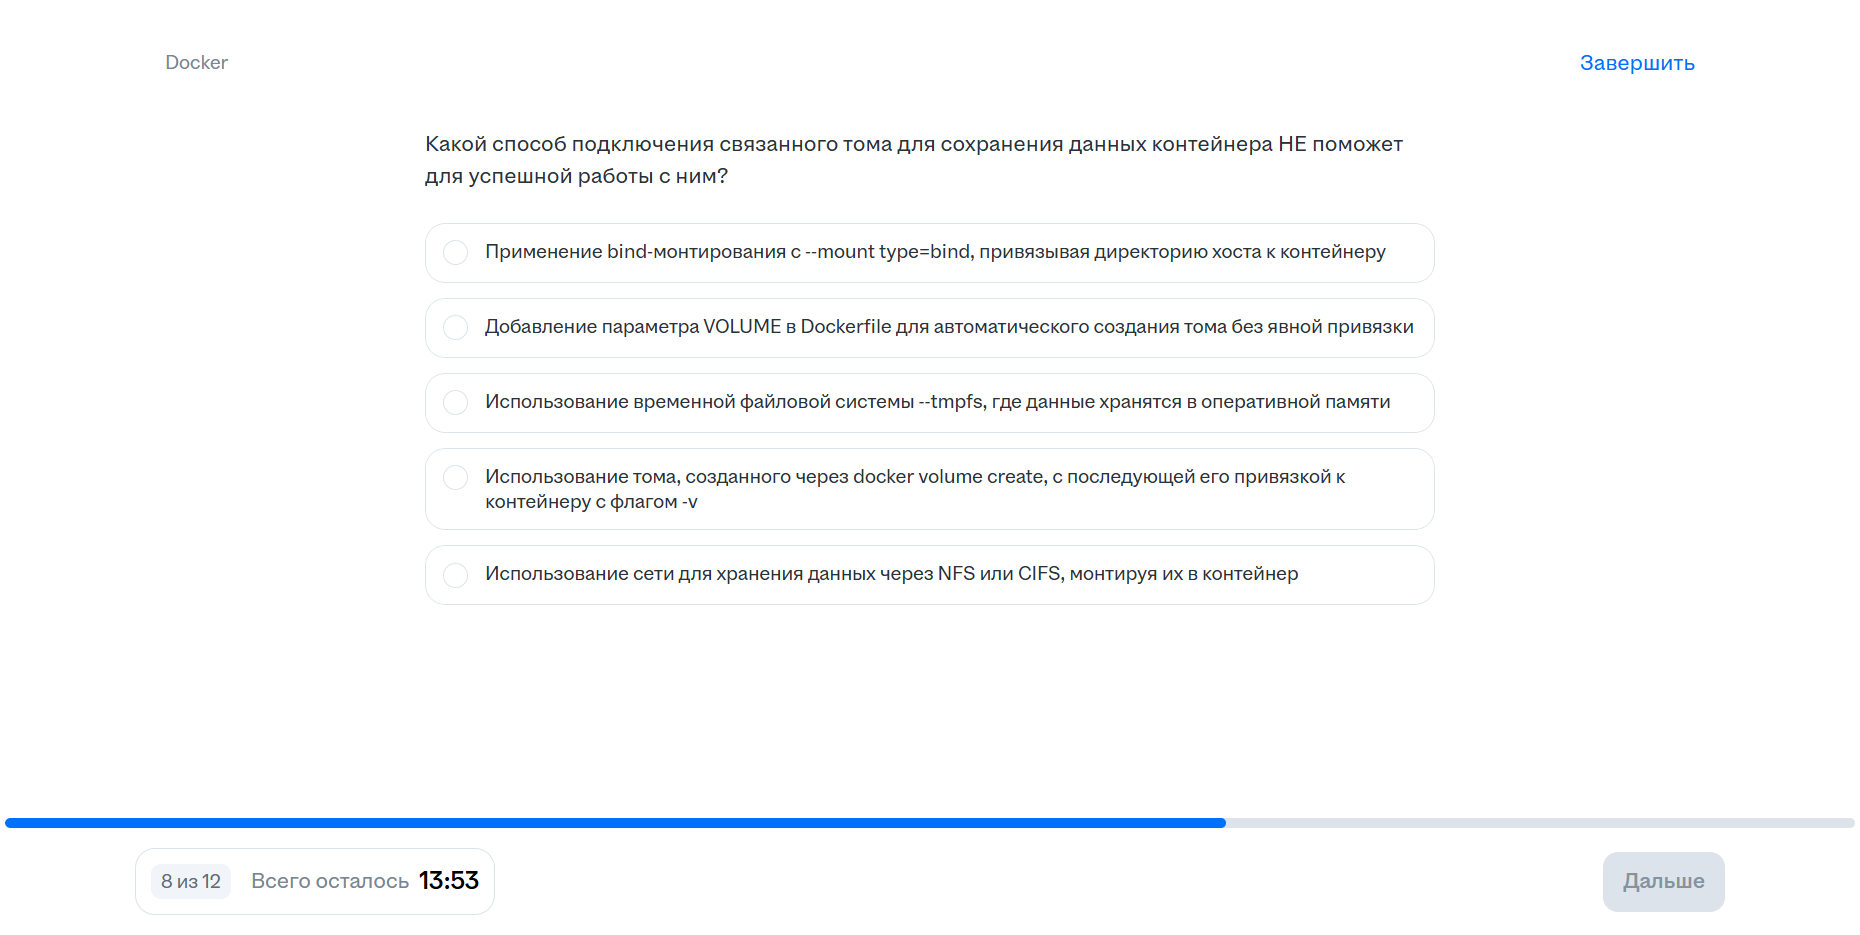 Docker
Завершить
Какой способ подключения связанного тома для сохранения данных контейнера НЕ поможет
для успешной работы с ним?
Применение bind-монтирования с --mount type=bind, привязывая директорию хоста к контейнеру
Добавление параметра VOLUME в Dockerfile для автоматического создания тома без явной привязки
Использование временной файловой системы --tmpfs, где данные хранятся в оперативной памяти
Использование тома, созданного через docker volume create, с последующей его привязкой к
контейнеру с флагом -v
Использование сети для хранения данных через NFS или CIFS, монтируя их в контейнер
8 из 12
Всего осталось 13:53
Дальше